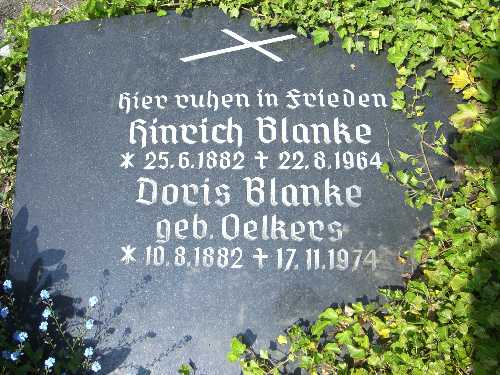 Hier ruhen in Frieden
Hinrich Blanke
* 25.6.1882 † 22.8.1964
Doris Blanke
geb. Oelkers
* 10.8.1882 † 17.11.1974